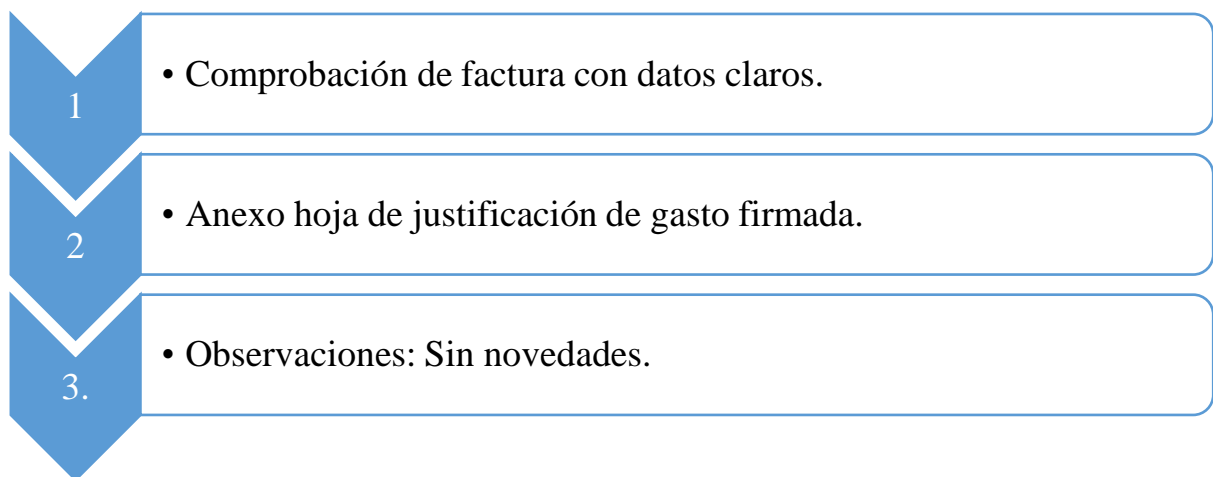 1
• Comprobación de factura con datos claros.
2
• Anexo hoja de justificación de gasto firmada.
3.
• Observaciones: Sin novedades.